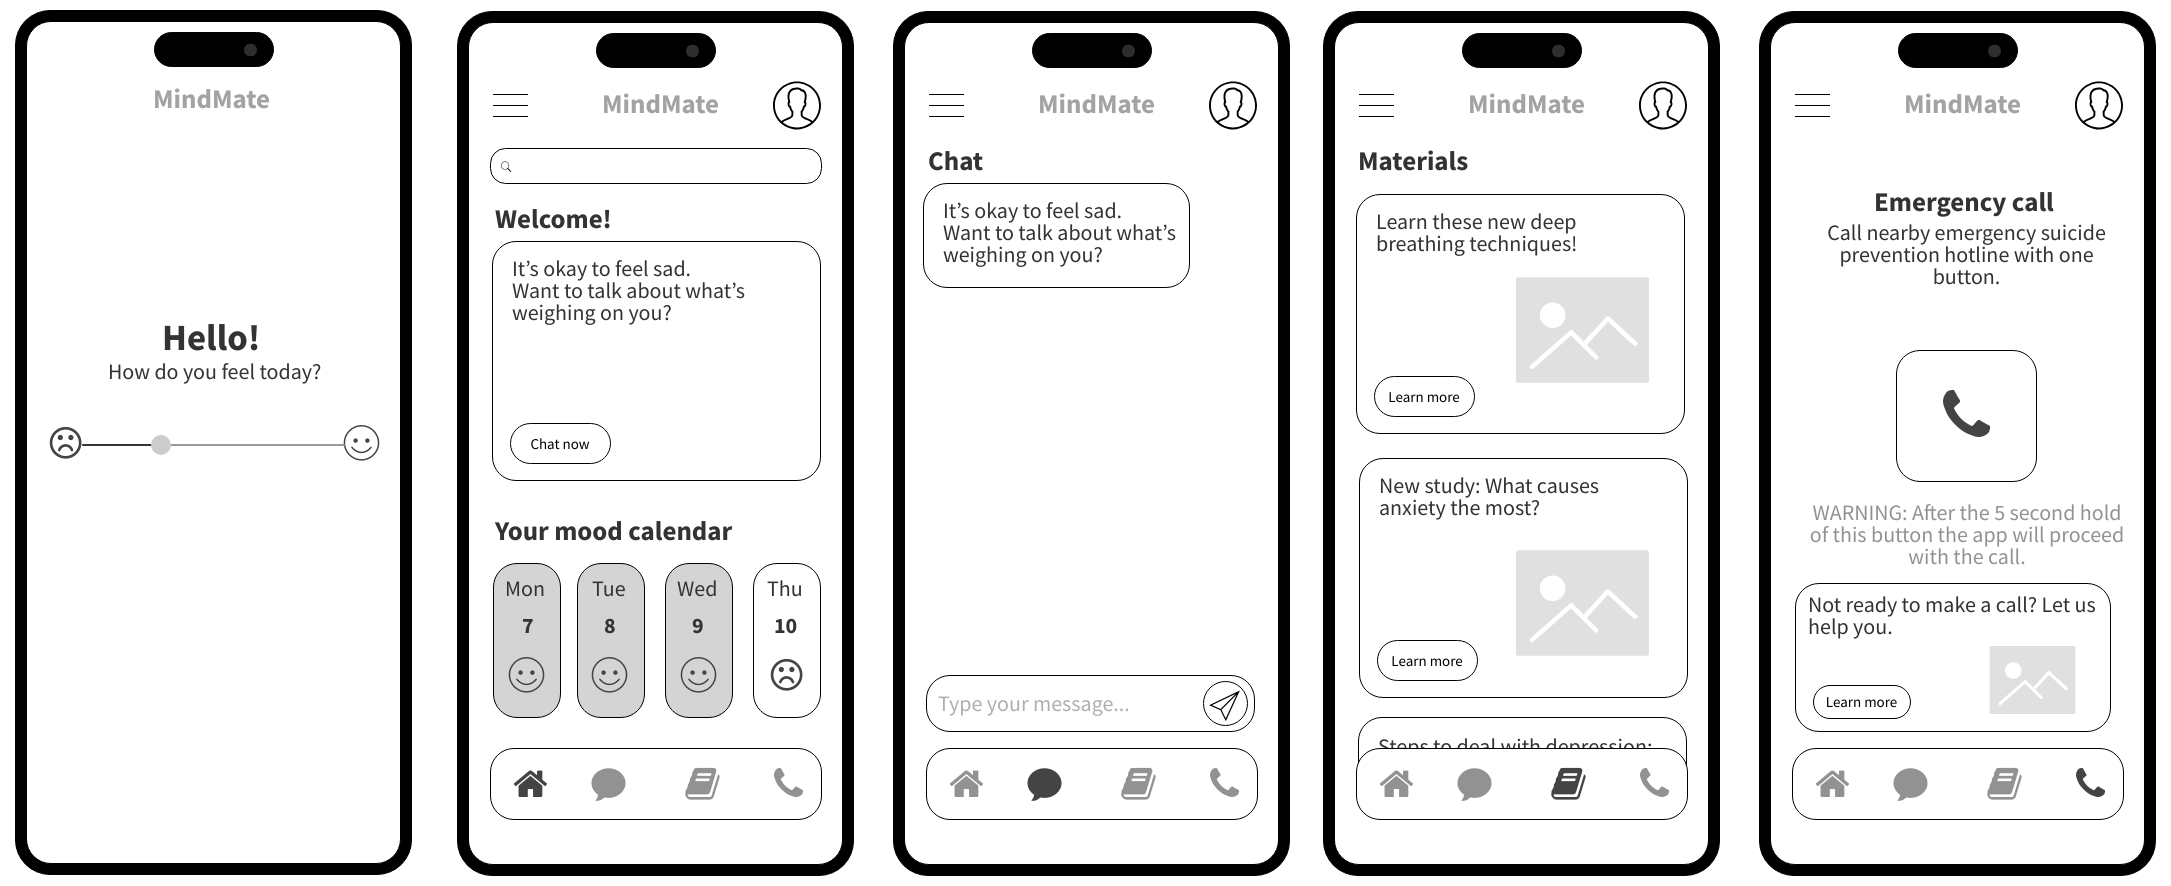 MindMate
Hello!
How do you feel today?
MindMate
Welcome!
It’s okay to feel sad.
Want to talk about what’s
weighing on you?
Chat now
Your mood calendar
Mon Tue Wed Thu
7 8 9 10
MindMate
Chat
It’s okay to feel sad.
Want to talk about what’s
weighing on you?
Type your message...
MindMate
Materials
Learn these new deep
breathing techniques!
Learn more
New study: What causes
anxiety the most?
Learn more
Steps to deal with depression:
MindMate
Emergency call
Call nearby emergency suicide
prevention hotline with one
button.
WARNING: After the 5 second hold
of this button the app will proceed
with the call.
Not ready to make a call? Let us
help you.
Learn more